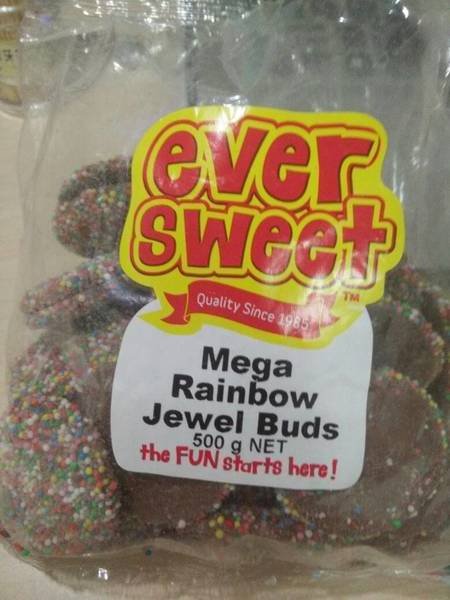 ever
sweet
TM
Quality Since 1985
Mega
Rainbow
Jewel Buds
500 g NET
the FUN starts here!